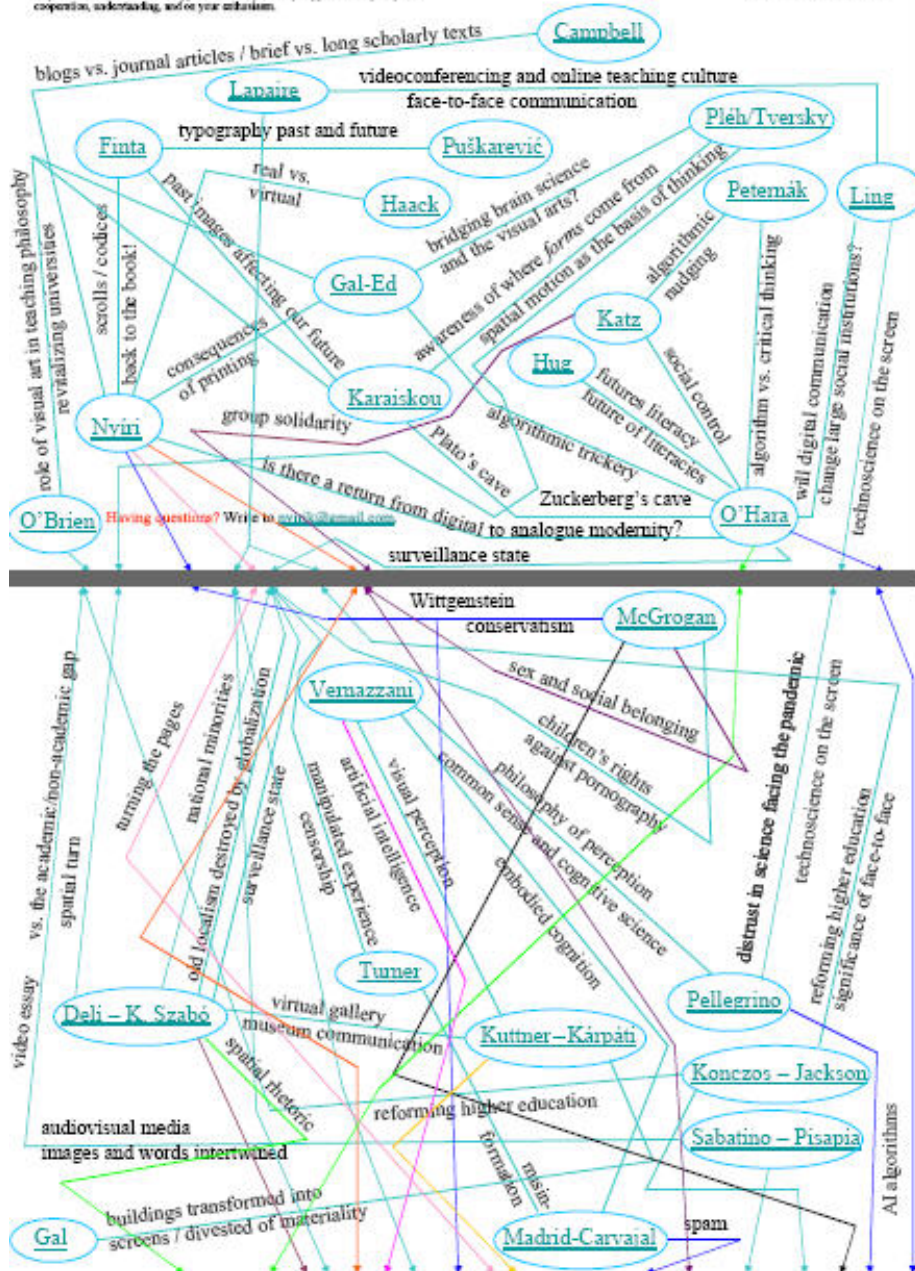 cooperation, understanding, and on your enthusiasm.
Campbell
blogs vs. journal articles / brief vs. long scholarly texts
Lapaire
videoconferencing and online teaching culture
face-to-face communication
Pléh/Tversky
Finta
typography past and future
Puškarević
real vs.
virtual
Haack
Peternák
Ling
role of visual art in teaching philosophy
revitalizing universities
scrolls / codices
back to the book!
past images affecting our future
bridging brain science
and the visual arts?
awareness of where forms come from
spatial motion as the basis of thinking
algorithmic
nudging
algorithm vs. critical thinking
will digital communication
change large social institutions?
technoscience on the screen
Gal-Ed
Katz
consequences
of printing
Hug
social control
Karaiskou
futures literacy
future of literacies
Nyíri
group solidarity
Plato's cave
algorithmic trickery
is there a return from digital to analogue modernity?
Zuckerberg's cave
O'Brien
Having questions? Write to nyirik@gmail.com
O'Hara
surveillance state
Wittgenstein
conservatism
McGrogan
sex and social belonging
Vernazzani
children's rights
against pornography
vs. the academic/non-academic gap
video essay
spatial turn
turning the pages
national minorities
old localism destroyed by globalization
surveillance state
censorship
manipulated experience
artificial intelligence
visual perception
philosophy of perception
common sense and cognitive science
embodied cognition
distrust in science facing the pandemic
technoscience on the screen
reforming higher education
significance of face-to-face
Turner
Pellegrino
Deli – K. Szabó
virtual gallery
museum communication
Kuttner–Kárpáti
spatial rhetoric
Konczos – Jackson
reforming higher education
audiovisual media
images and words intertwined
Sabatino – Pisapia
AI algorithms
misin-
formation
Gal
buildings transformed into
screens / divested of materiality
Madrid-Carvajal
spam